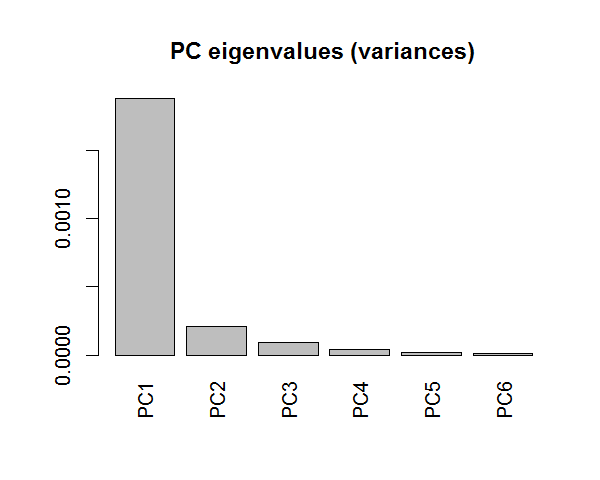 PC eigenvalues (variances)
0.0010
0.0000
PC1
PC2
PC3
PC4
PC5
PC6